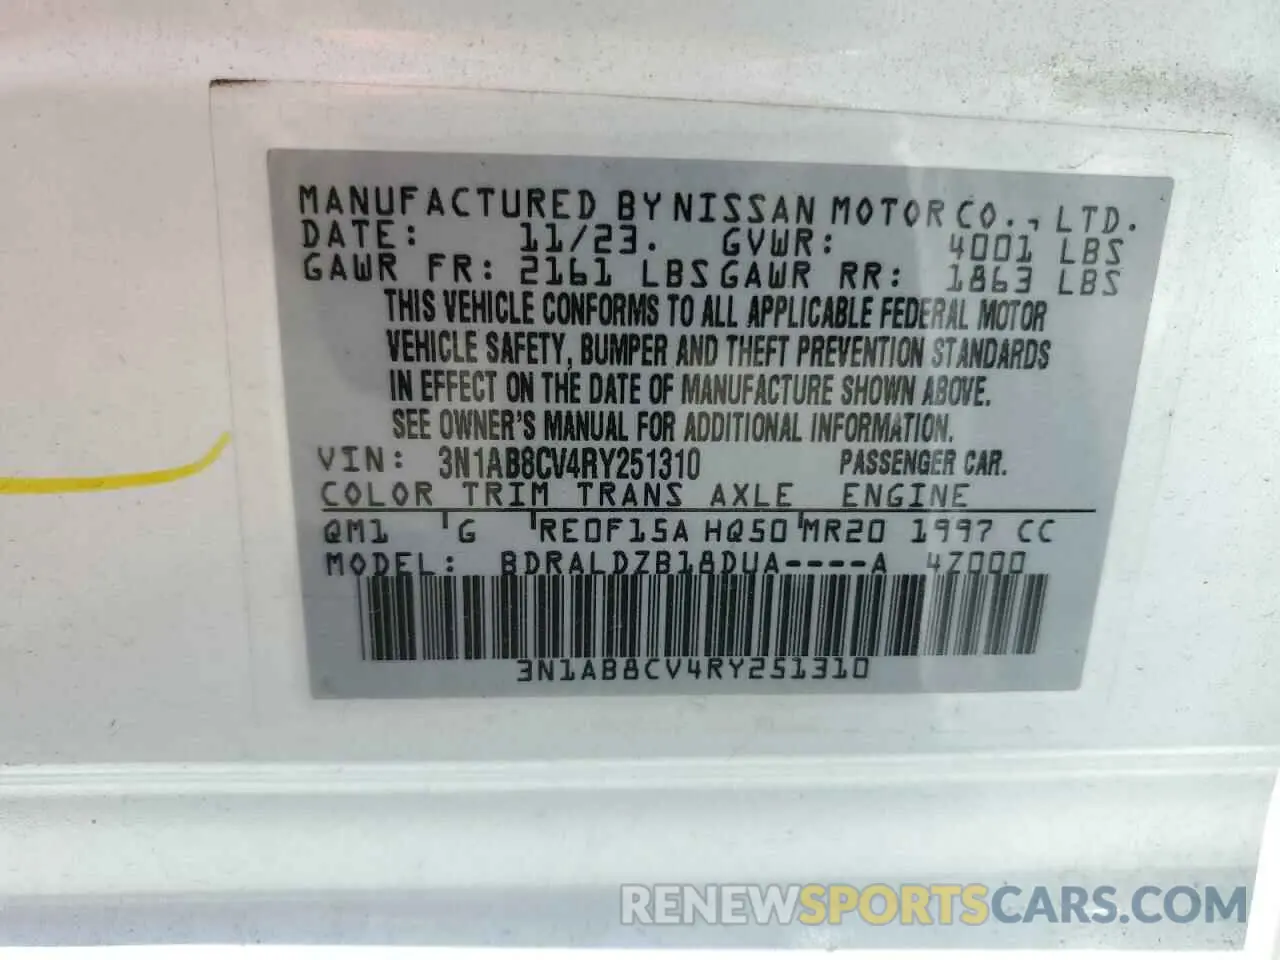 MANUFACTURED BY NISSAN MOTOR CO., LTD.
DATE: 11/23. GVWR: 4001 LBS
GAWR FR: 2161 LBS GAWR RR: 1863 LBS
THIS VEHICLE CONFORMS TO ALL APPLICABLE FEDERAL MOTOR
VEHICLE SAFETY, BUMPER AND THEFT PREVENTION STANDARDS
IN EFFECT ON THE DATE OF MANUFACTURE SHOWN ABOVE.
SEE OWNER'S MANUAL FOR ADDITIONAL INFORMATION.
VIN: 3N1AB8CV4RY251310 PASSENGER CAR.
COLOR TRIM TRANS AXLE ENGINE
QM1 G RE0F15A HQ50 MR20 1997 CC
MODEL: BDRALDZB18DUA----A 4Z000
3N1AB8CV4RY251310
RENEWSPORTSCARS.COM